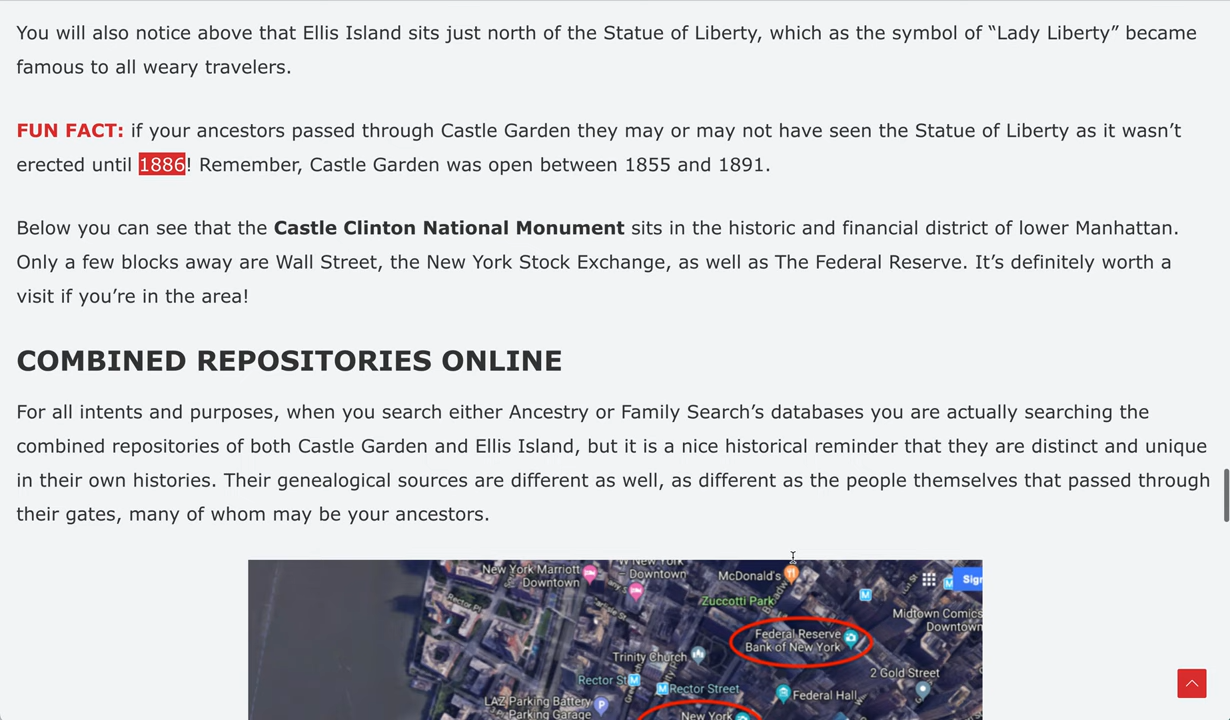 You will also notice above that Ellis Island sits just north of the Statue of Liberty, which as the symbol of “Lady Liberty” became
famous to all weary travelers.
FUN FACT: if your ancestors passed through Castle Garden they may or may not have seen the Statue of Liberty as it wasn’t
erected until 1886! Remember, Castle Garden was open between 1855 and 1891.
Below you can see that the Castle Clinton National Monument sits in the historic and financial district of lower Manhattan.
Only a few blocks away are Wall Street, the New York Stock Exchange, as well as The Federal Reserve. It’s definitely worth a
visit if you’re in the area!
COMBINED REPOSITORIES ONLINE
For all intents and purposes, when you search either Ancestry or Family Search’s databases you are actually searching the
combined repositories of both Castle Garden and Ellis Island, but it is a nice historical reminder that they are distinct and unique
in their own histories. Their genealogical sources are different as well, as different as the people themselves that passed through
their gates, many of whom may be your ancestors.
New York Marriott
Downtown
W New York
Downtown
McDonald's
Sign
Zuccotti Park
Rector Pl
Midtown Comics
Downtown
Federal Reserve
Bank of New York
Trinity Church
2 Gold Street
Rector St
Rector Street
Federal Hall
LAZ Parking Battery
Parking Garage
New York